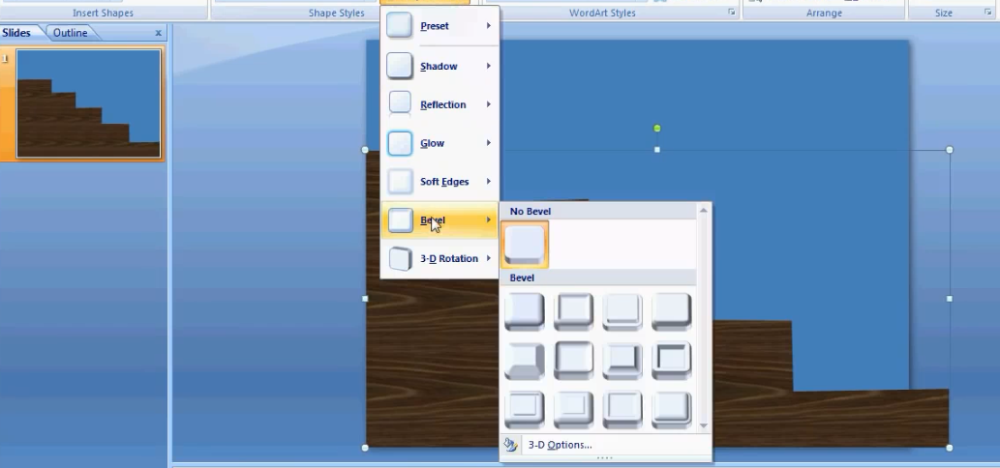 Insert Shapes
Shape Styles
WordArt Styles
Arrange
Size
Slides
Outline
x
1
Preset
Shadow
Reflection
Glow
Soft Edges
Bevel
3-D Rotation
No Bevel
Bevel
3-D Options...